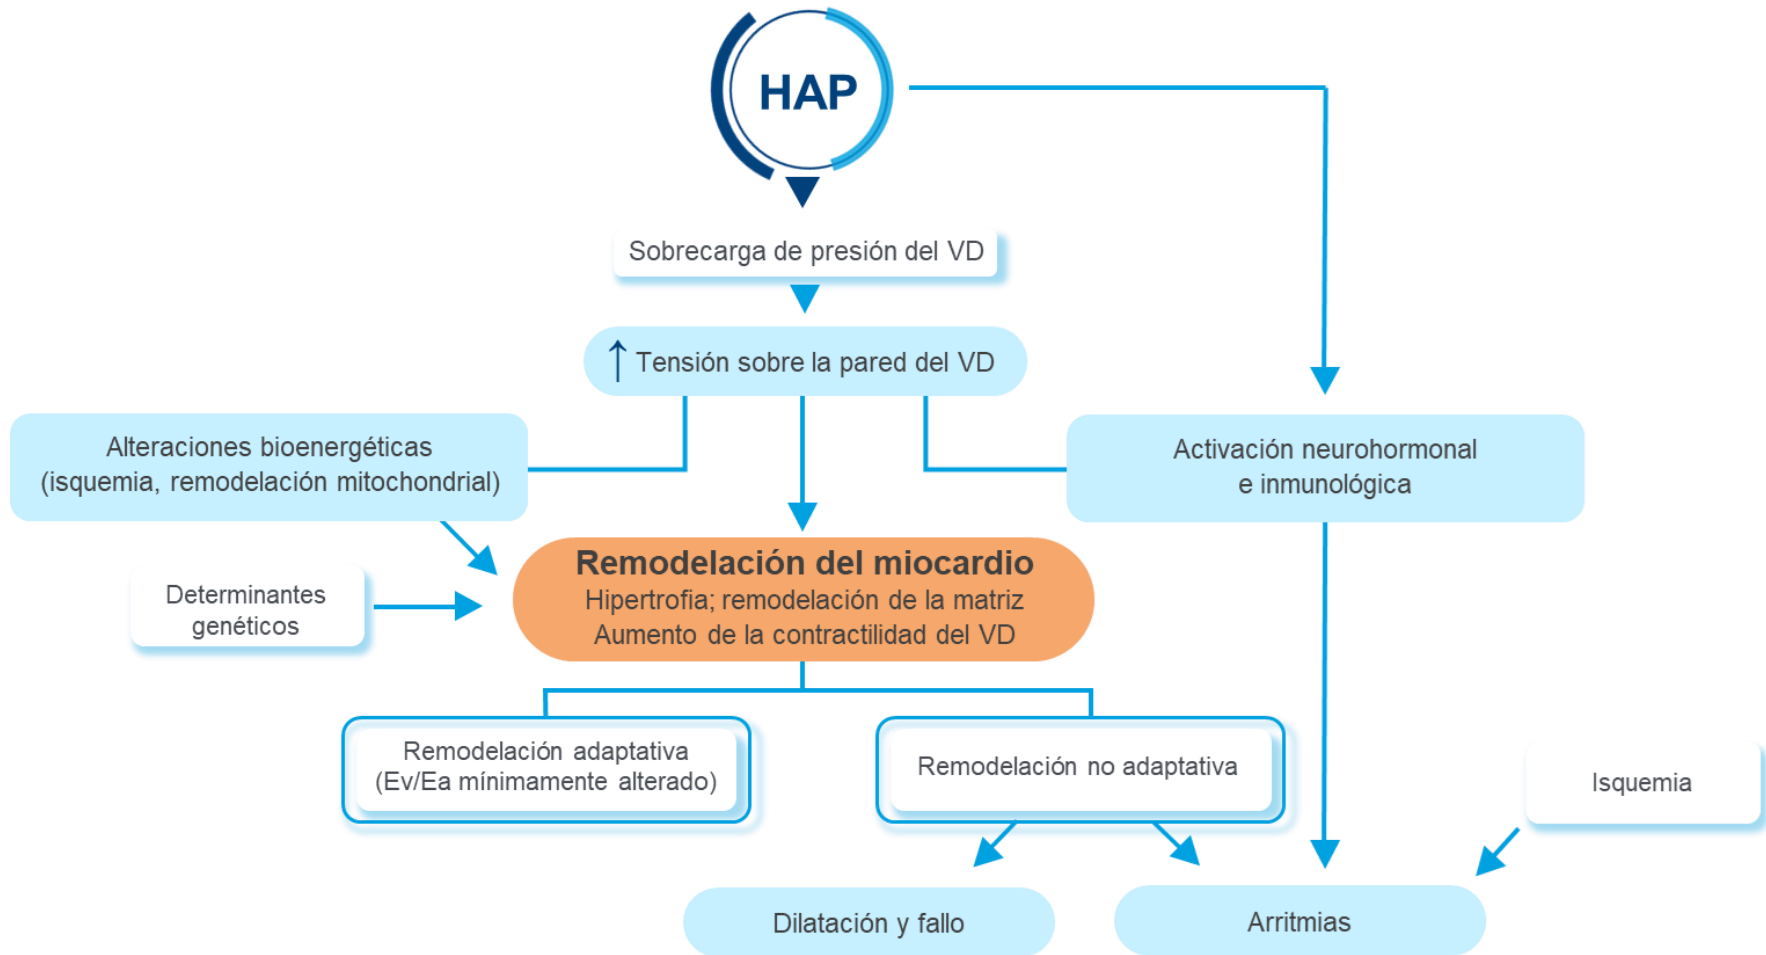 HAP
Sobrecarga de presión del VD
↑ Tensión sobre la pared del VD
Alteraciones bioenergéticas
(isquemia, remodelación mitochondrial)
Activación neurohormonal
e inmunológica
Remodelación del miocardio
Hipertrofia; remodelación de la matriz
Aumento de la contractilidad del VD
Determinantes
genéticos
Remodelación adaptativa
(Ev/Ea mínimamente alterado)
Remodelación no adaptativa
Isquemia
Dilatación y fallo
Arritmias